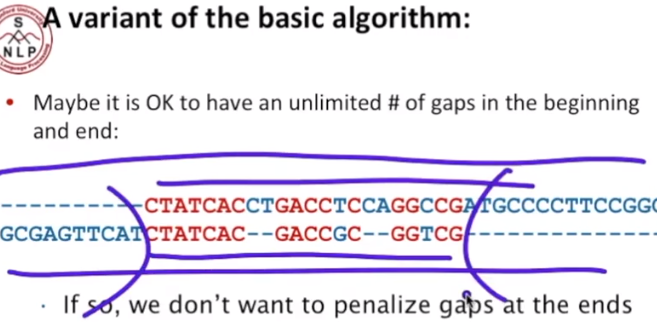 A variant of the basic algorithm:
S
NLP
• Maybe it is OK to have an unlimited # of gaps in the beginning
and end:
----------CTATCACCTGACCTCCAGGCCGATGCCCCTTCCGGC
GCGAGTTCATCTATCAC--GACCGC--GGTCG--------------
· If so, we don't want to penalize gaps at the ends